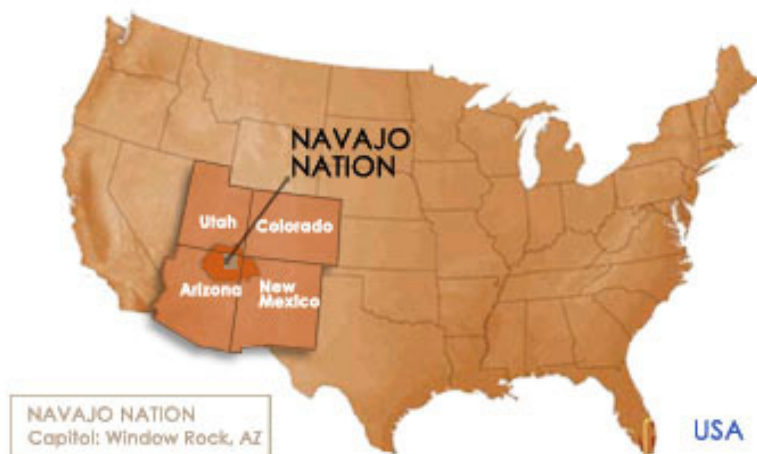 NAVAJO
NATION
Utah
Colorado
Arizona
New
Mexico
NAVAJO NATION
Capitol: Window Rock, AZ
USA